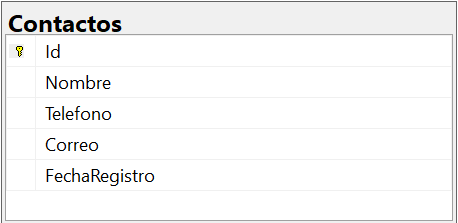 Contactos
Id
Nombre
Telefono
Correo
FechaRegistro